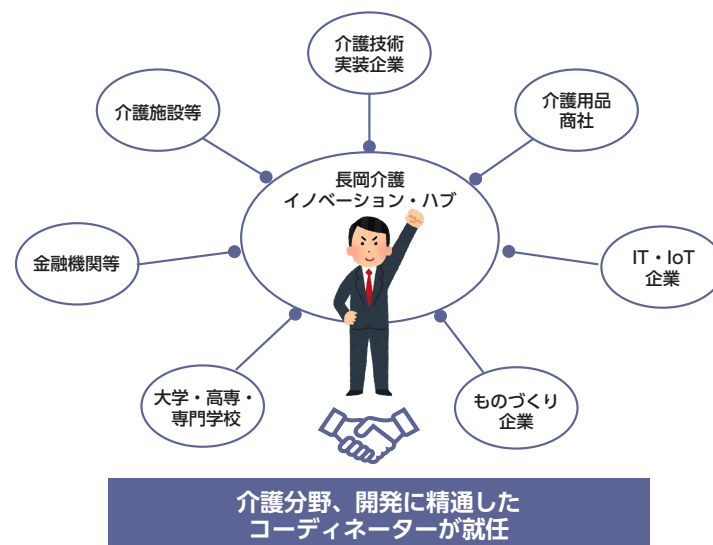 介護技術
実装企業
介護施設等
介護用品
商社
長岡介護
イノベーション・ハブ
金融機関等
IT・IoT
企業
大学・高専・
専門学校
ものづくり
企業
介護分野、開発に精通した
コーディネーターが就任